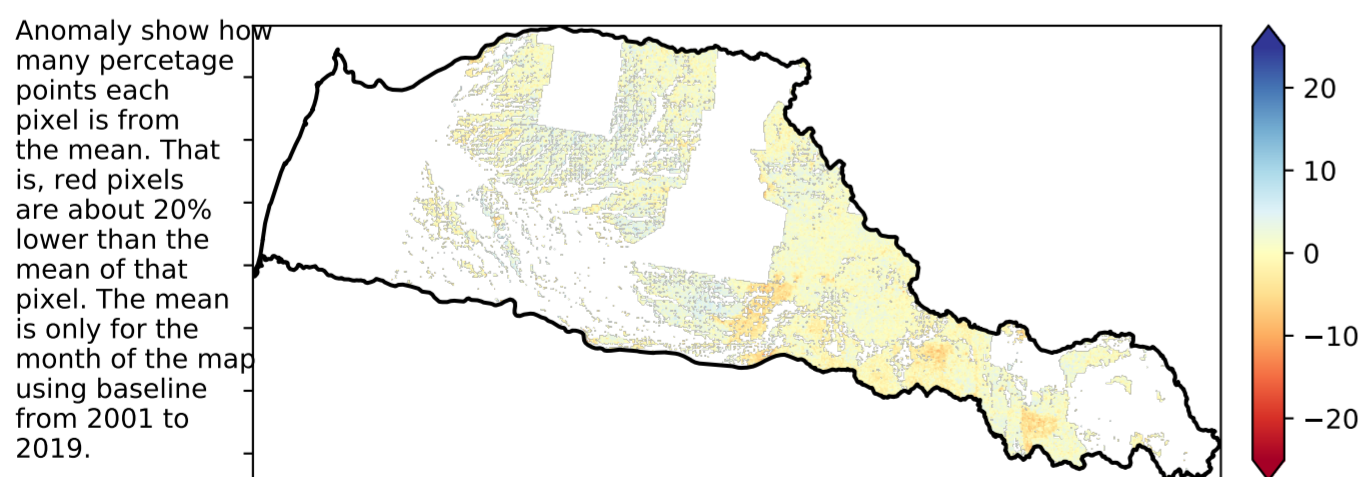 Anomaly show how
many percetage
points each
pixel is from
the mean. That
is, red pixels
are about 20%
lower than the
mean of that
pixel. The mean
is only for the
month of the map
using baseline
from 2001 to
2019.
20
10
0
−10
−20